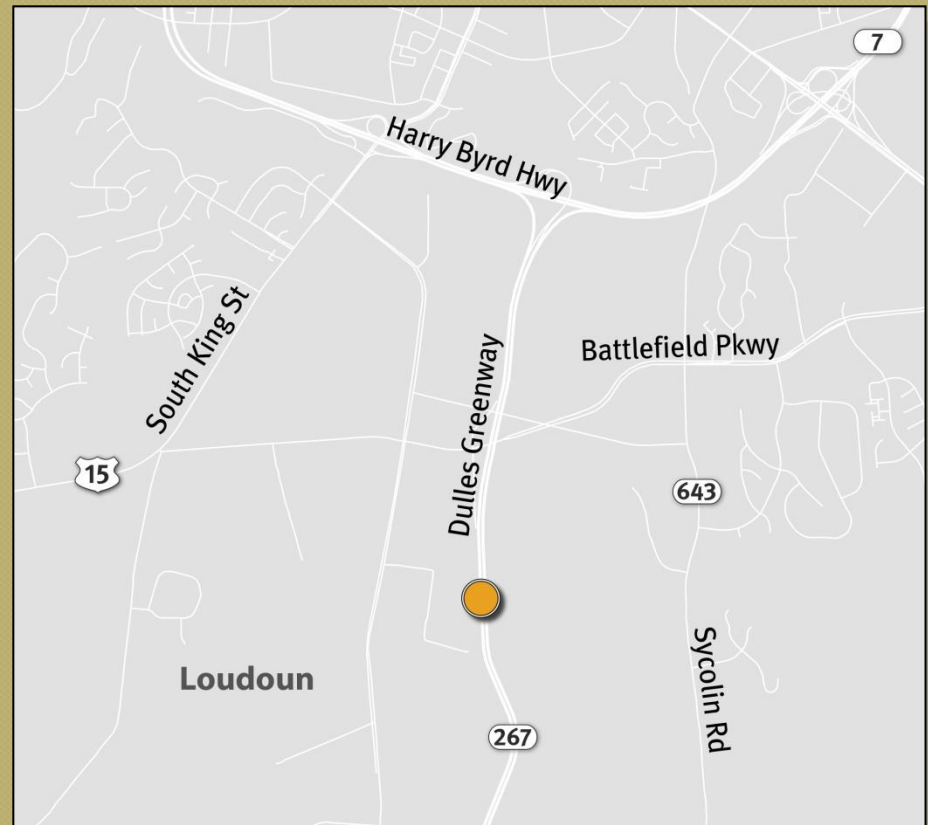 7
Harry Byrd Hwy
South King St
Battlefield Pkwy
Dulles Greenway
15
643
Sycolin Rd
Loudoun
267